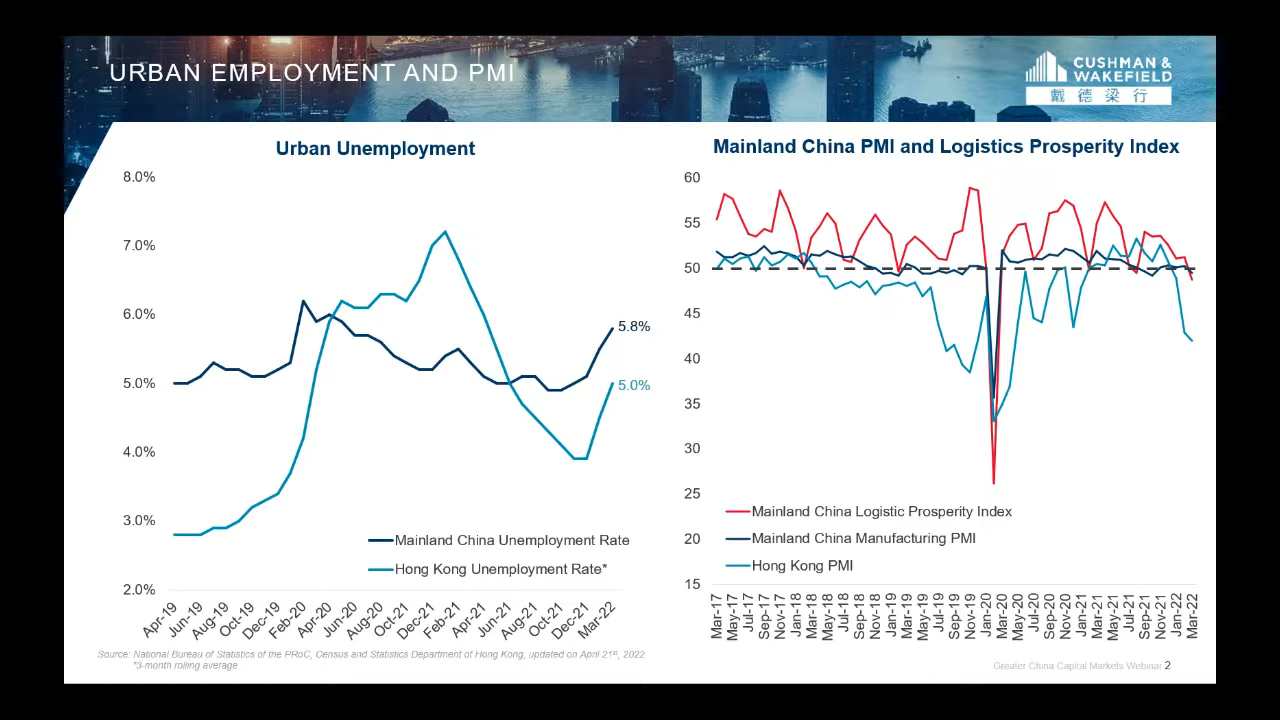 URBAN EMPLOYMENT AND PMI
CUSHMAN &
WAKEFIELD
戴德梁行
Urban Unemployment
8.0%
7.0%
6.0%
5.0%
4.0%
3.0%
2.0%
5.8%
5.0%
Mainland China Unemployment Rate
Hong Kong Unemployment Rate*
Apr-19
Jun-19
Aug-19
Oct-19
Dec-19
Feb-20
Apr-20
Jun-20
Aug-20
Oct-21
Dec-21
Feb-21
Apr-21
Jun-21
Aug-21
Oct-21
Dec-21
Mar-22
Source: National Bureau of Statistics of the PRoC, Census and Statistics Department of Hong Kong, updated on April 21st, 2022
*3-month rolling average
Mainland China PMI and Logistics Prosperity Index
60
55
50
45
40
35
30
25
20
15
Mainland China Logistic Prosperity Index
Mainland China Manufacturing PMI
Hong Kong PMI
Mar-17
May-17
Jul-17
Sep-17
Nov-17
Jan-18
Mar-18
May-18
Jul-18
Sep-18
Nov-18
Jan-19
Mar-19
May-19
Jul-19
Sep-19
Nov-19
Jan-20
Mar-20
May-20
Jul-20
Sep-20
Nov-20
Jan-21
Mar-21
May-21
Jul-21
Sep-21
Nov-21
Jan-22
Mar-22
Greater China Capital Markets Webinar 2